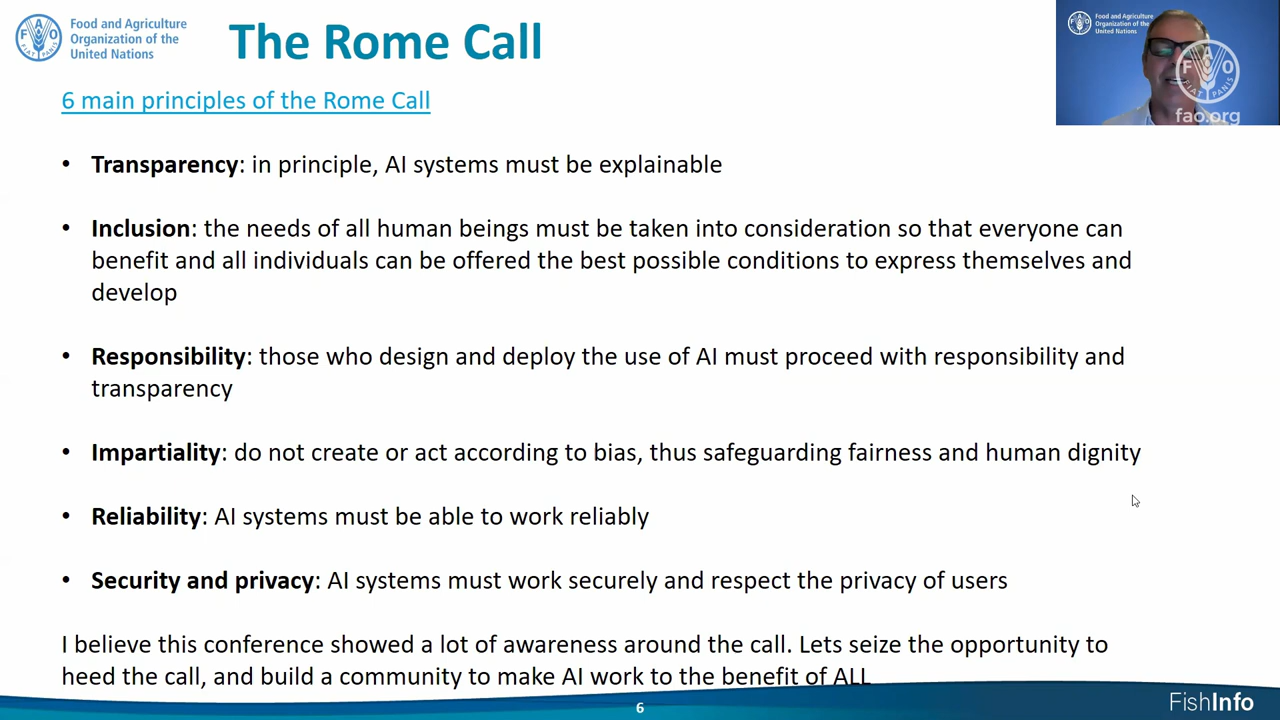 Food and Agriculture
Organization of the
United Nations
The Rome Call
6 main principles of the Rome Call
• Transparency: in principle, AI systems must be explainable
• Inclusion: the needs of all human beings must be taken into consideration so that everyone can
benefit and all individuals can be offered the best possible conditions to express themselves and
develop
• Responsibility: those who design and deploy the use of AI must proceed with responsibility and
transparency
• Impartiality: do not create or act according to bias, thus safeguarding fairness and human dignity
• Reliability: AI systems must be able to work reliably
• Security and privacy: AI systems must work securely and respect the privacy of users
I believe this conference showed a lot of awareness around the call. Lets seize the opportunity to
heed the call, and build a community to make AI work to the benefit of ALL
6
FishInfo
Food and Agriculture
Organization of the
United Nations
F A O
FIAT PANIS
fao.org